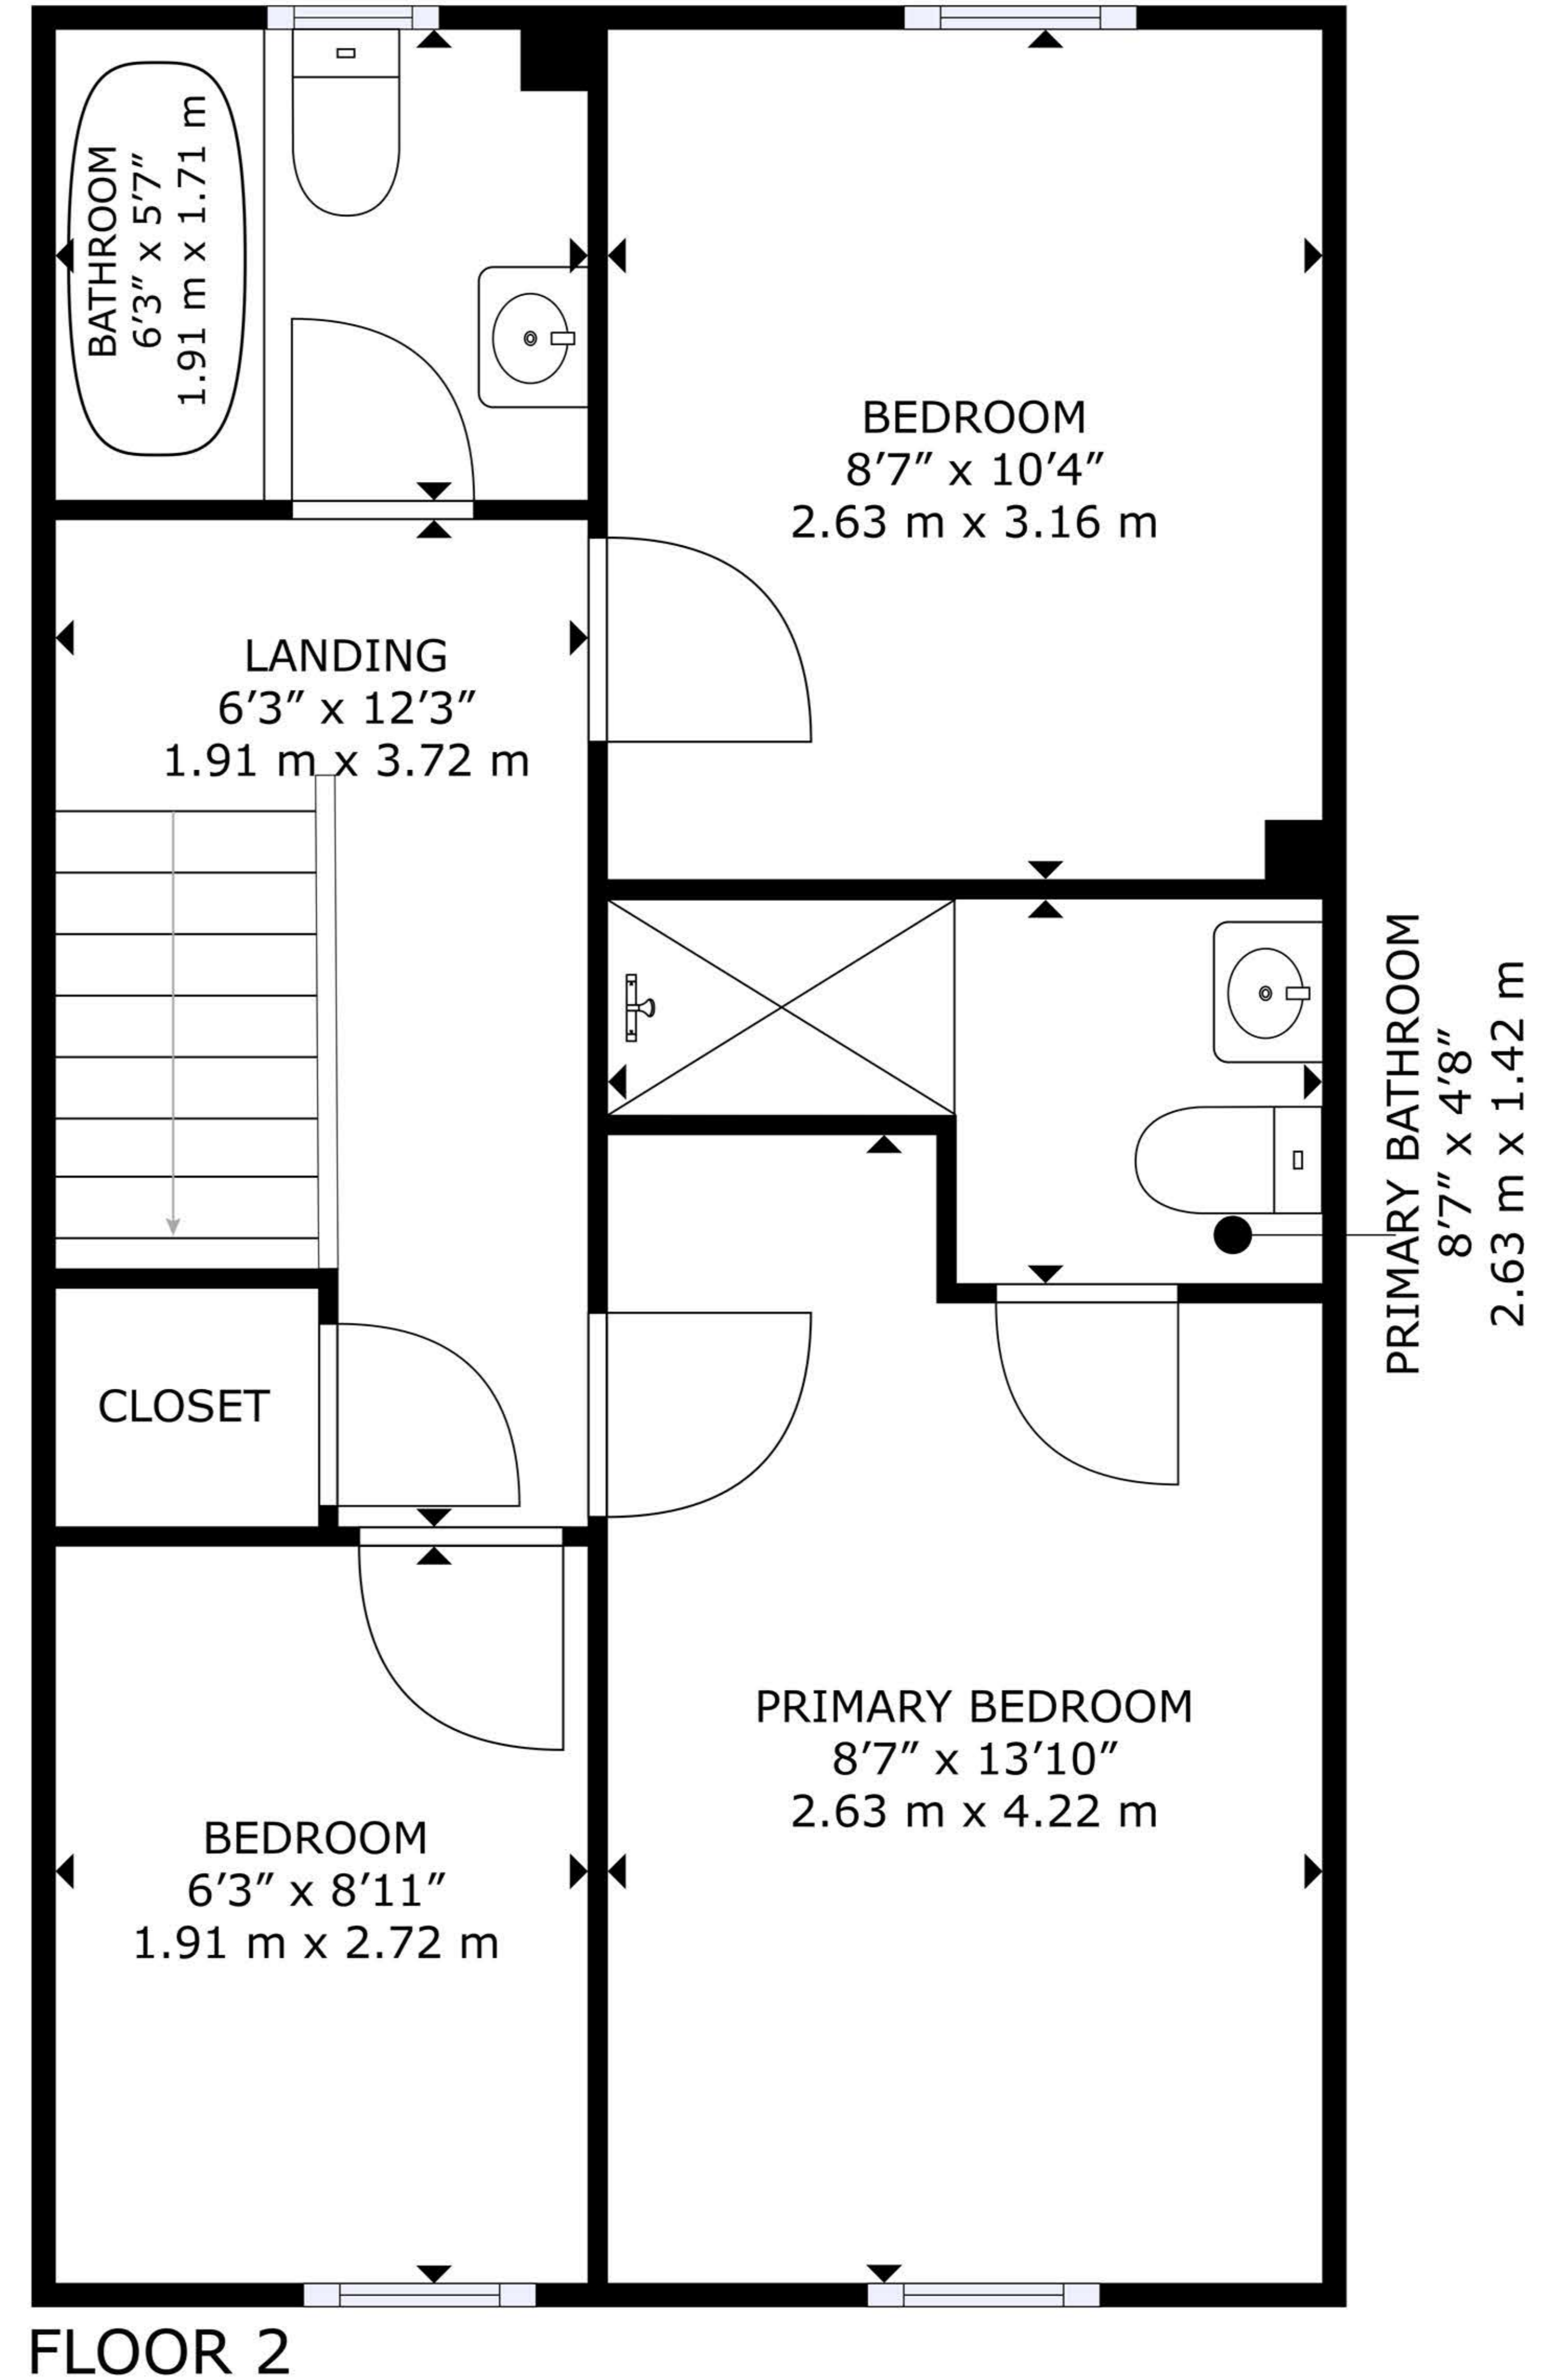 BATHROOM
6′3″ x 5′7″
1.91 m x 1.71 m
BEDROOM
8′7″ x 10′4″
2.63 m x 3.16 m
LANDING
6′3″ x 12′3″
1.91 m x 3.72 m
PRIMARY BATHROOM
8′7″ x 4′8″
2.63 m x 1.42 m
CLOSET
PRIMARY BEDROOM
8′7″ x 13′10″
2.63 m x 4.22 m
BEDROOM
6′3″ x 8′11″
1.91 m x 2.72 m
FLOOR 2